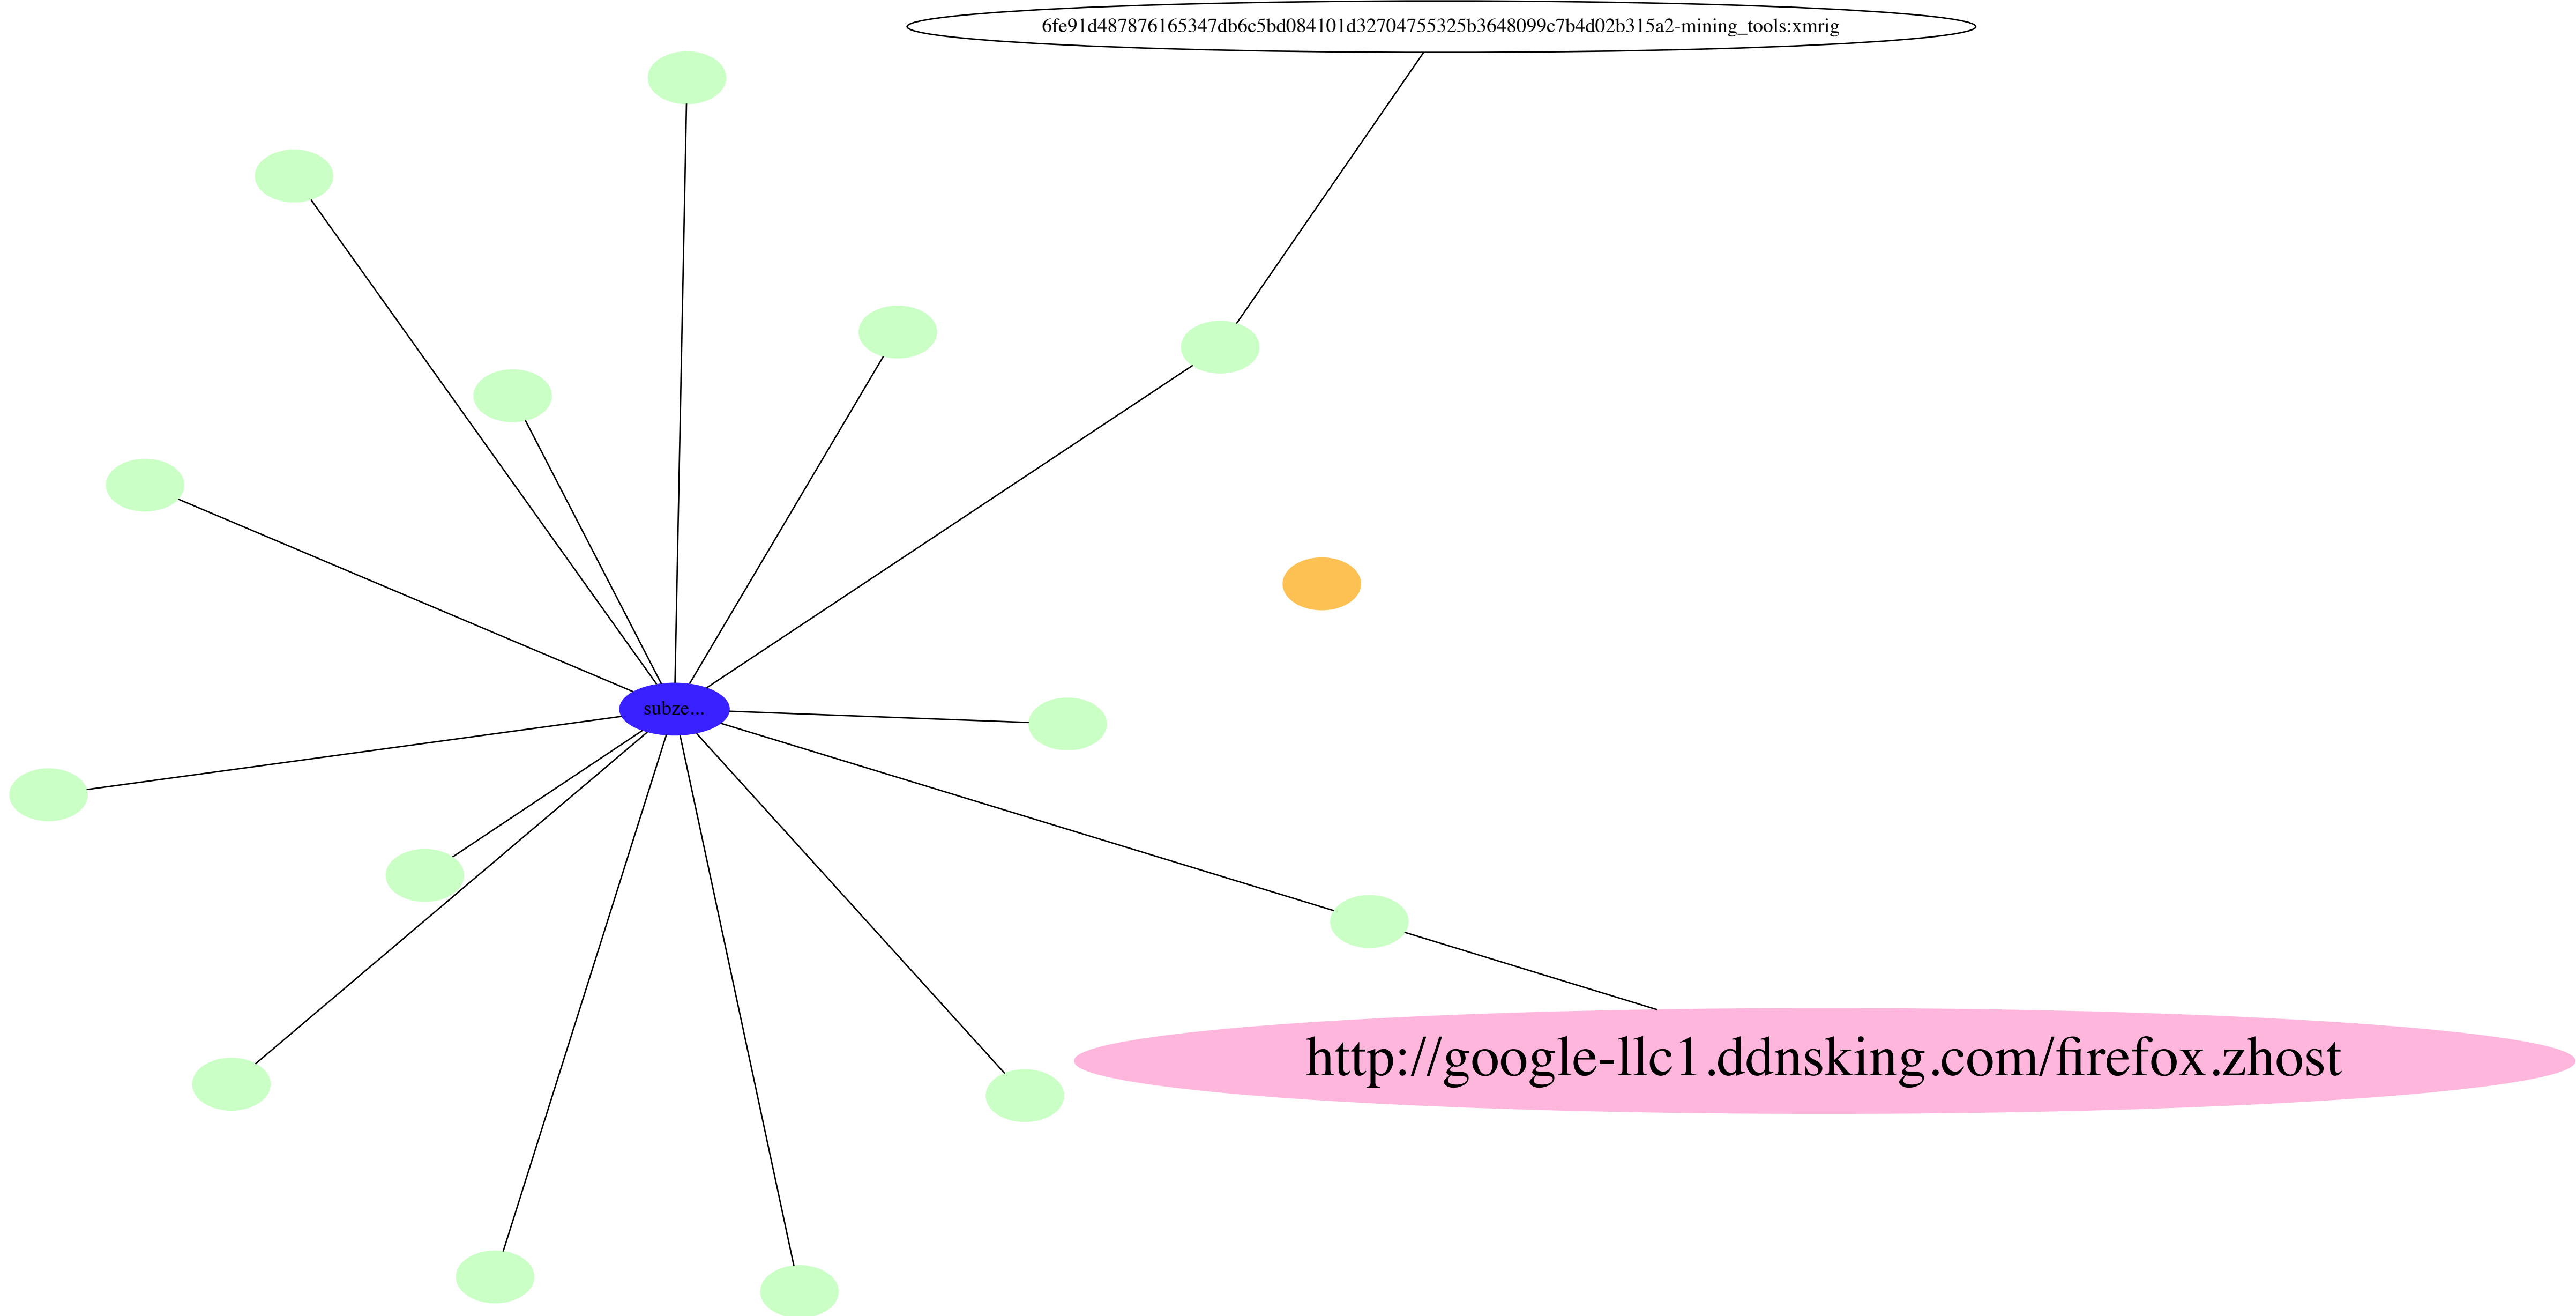 6fe91d487876165347db6c5bd084101d32704755325b3648099c7b4d02b315a2-mining_tools:xmrig
subze...
http://google-llc1.ddnsking.com/firefox.zhost